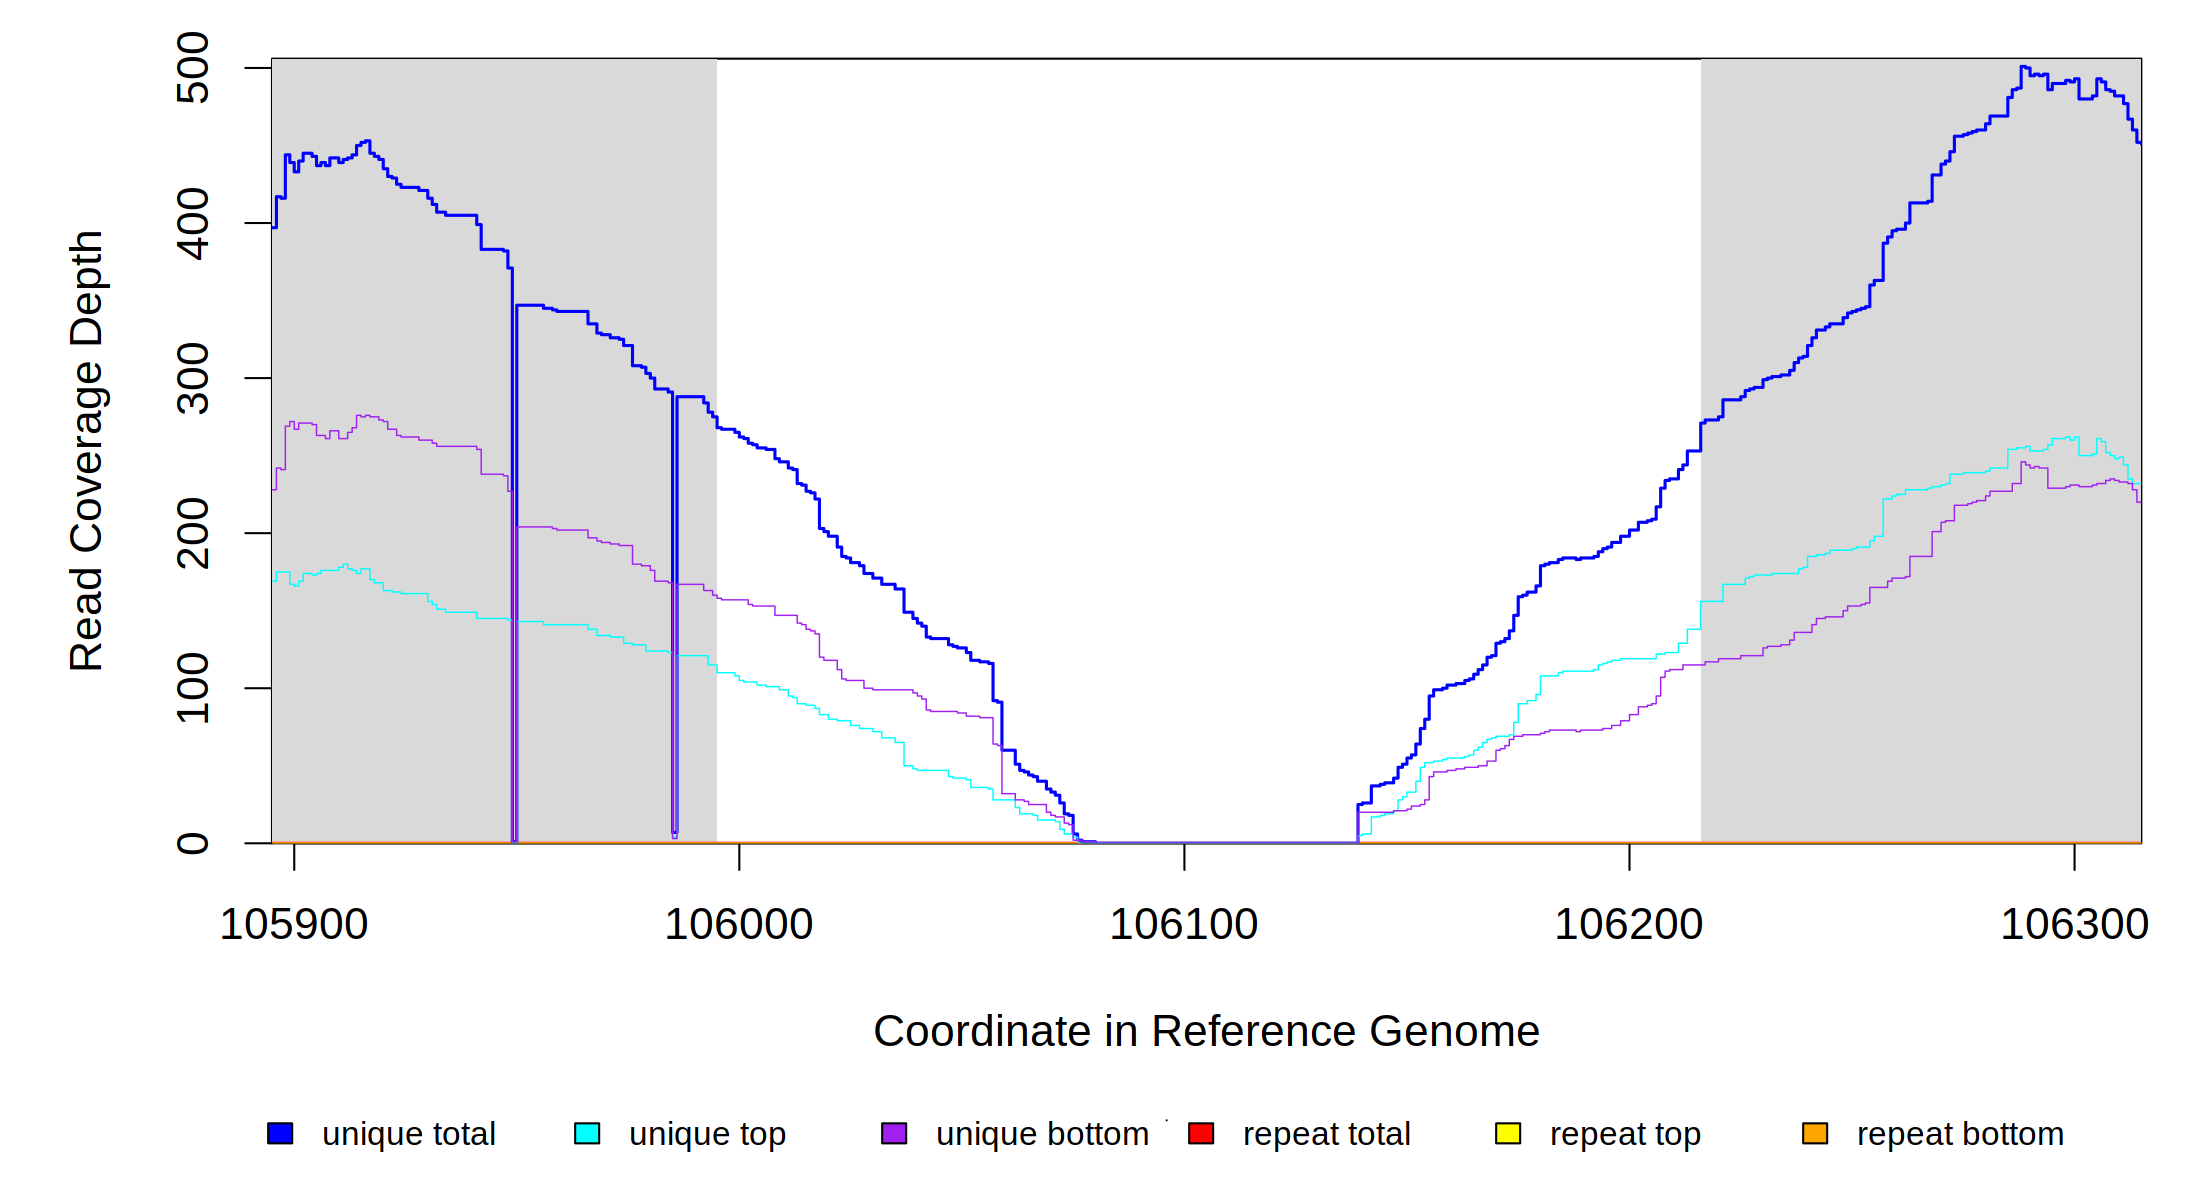 Read Coverage Depth
500
400
300
200
100
0
105900 106000 106100 106200 106300
Coordinate in Reference Genome
unique total unique top unique bottom repeat total repeat top repeat bottom